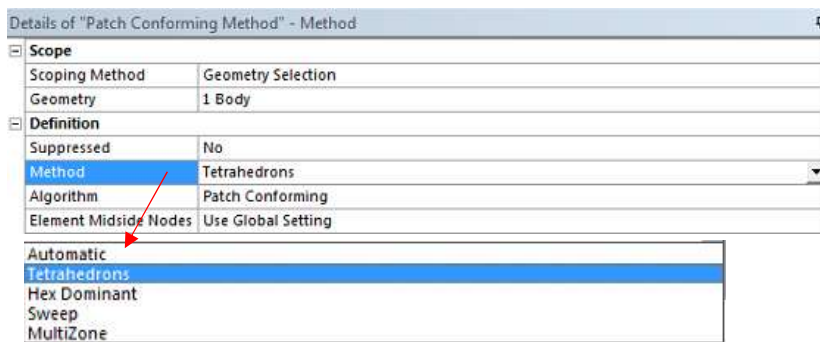 Details of "Patch Conforming Method" - Method
Scope
Scoping Method Geometry Selection
Geometry 1 Body
Definition
Suppressed No
Method Tetrahedrons
Algorithm Patch Conforming
Element Midside Nodes Use Global Setting
Automatic
Tetrahedrons
Hex Dominant
Sweep
MultiZone